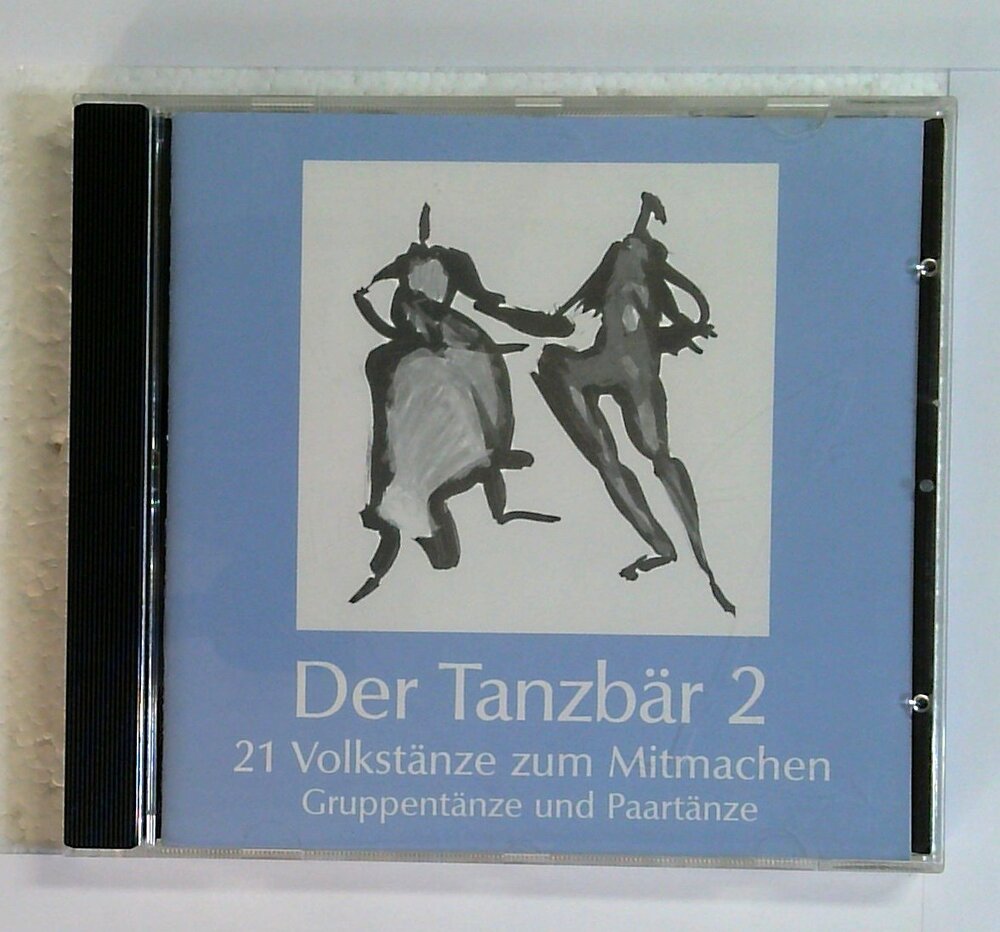 Der Tanzbär 2
21 Volkstänze zum Mitmachen
Gruppentänze und Paartänze